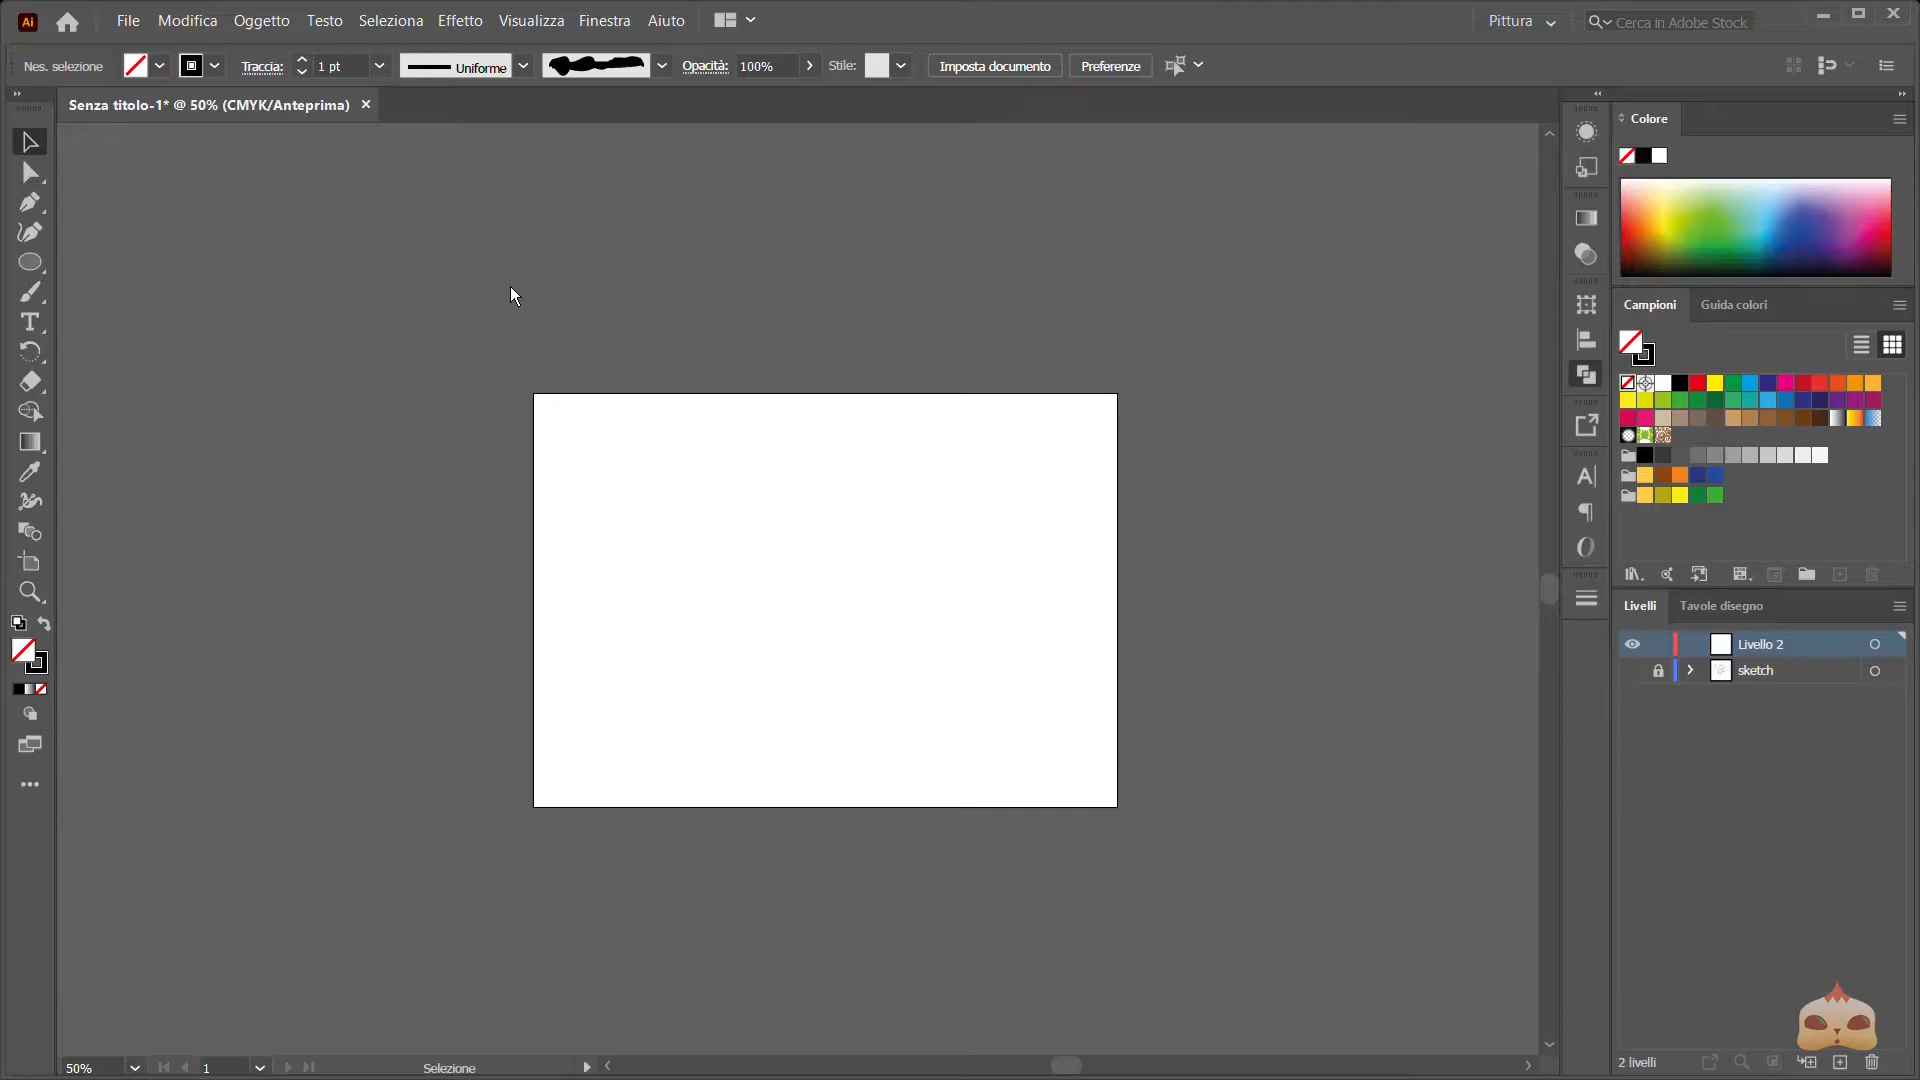 Ai File Modifica Oggetto Testo Seleziona Effetto Visualizza Finestra Aiuto Pittura Cerca in Adobe Stock
Nes. selezione Traccia: 1 pt Uniforme Opacità: 100% Stile: Imposta documento Preferenze
Senza titolo-1* @ 50% (CMYK/Anteprima)
Colore
Campioni Guida colori
Livelli Tavole disegno
Livello 2
sketch
2 livelli
50% 1 Selezione